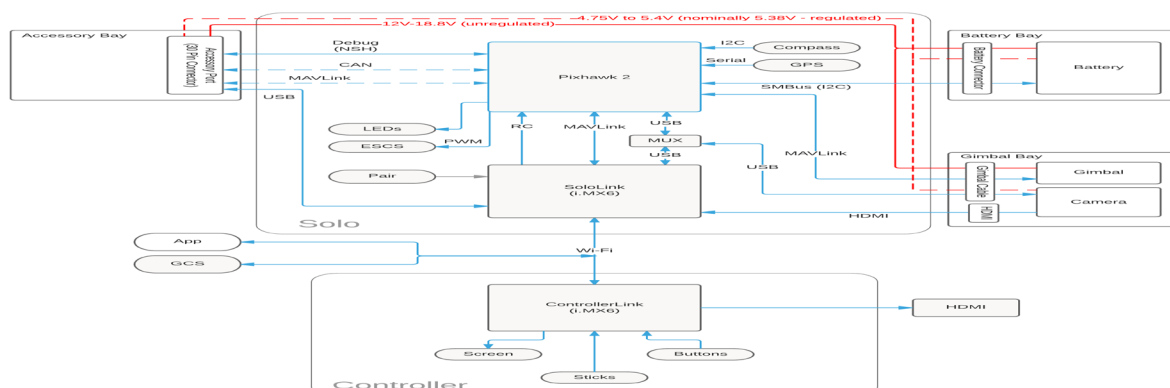 4.75V to 5.4V (nominally 5.38V - regulated)
12V-18.8V (unregulated)
Accessory Bay
Battery Bay
Accessory Port
(30 Pin Connector)
Debug
(NSH)
CAN
MAVLink
USB
Pixhawk 2
I2C
Compass
Serial
GPS
SMBus (I2C)
Battery Connector
Battery
LEDs
ESCS
PWM
RC
MAVLink
USB
MUX
USB
USB
MAVLink
Pair
SoloLink
(i.MX6)
Gimbal Bay
Gimbal Cable
Gimbal
Camera
HDMI
HDMI
Solo
Wi-Fi
App
GCS
ControllerLink
(i.MX6)
HDMI
Screen
Buttons
Sticks
Controller